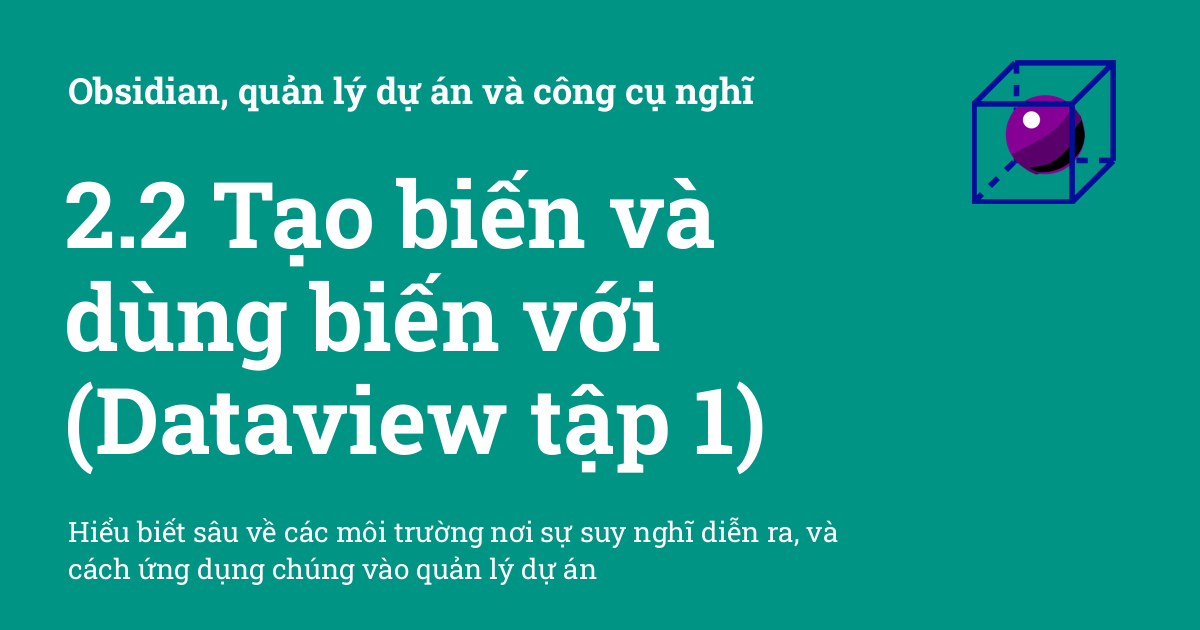 Obsidian, quản lý dự án và công cụ nghĩ
2.2 Tạo biến và
dùng biến với
(Dataview tập 1)
Hiểu biết sâu về các môi trường nơi sự suy nghĩ diễn ra, và
cách ứng dụng chúng vào quản lý dự án